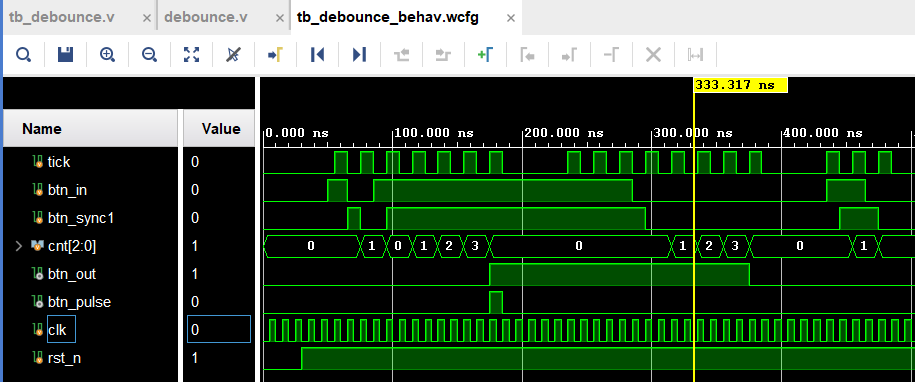 tb_debounce.v × debounce.v × tb_debounce_behav.wcfg ×
333.317 ns
Name Value
0.000 ns 100.000 ns 200.000 ns 300.000 ns 400.000 ns
tick 0
btn_in 0
btn_sync1 0
cnt[2:0] 1 0 1 0 1 2 3 0 1 2 3 0 1
btn_out 1
btn_pulse 0
clk 0
rst_n 1